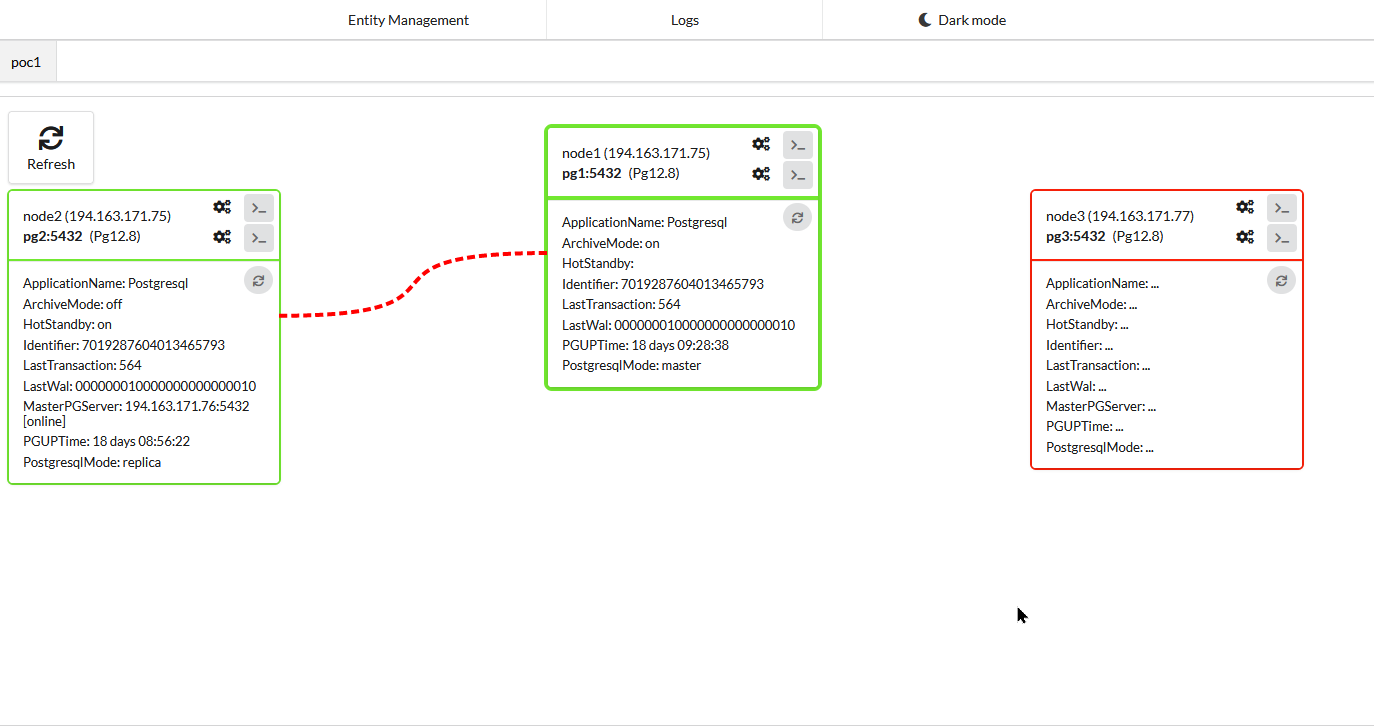 Entity Management
Logs
Dark mode
poc1
Refresh
node2 (194.163.171.75)
pg2:5432 (Pg12.8)
ApplicationName: Postgresql
ArchiveMode: off
HotStandby: on
Identifier: 7019287604013465793
LastTransaction: 564
LastWal: 000000010000000000000010
MasterPGServer: 194.163.171.76:5432
[online]
PGUPTime: 18 days 08:56:22
PostgresqlMode: replica
node1 (194.163.171.75)
pg1:5432 (Pg12.8)
ApplicationName: Postgresql
ArchiveMode: on
HotStandby:
Identifier: 7019287604013465793
LastTransaction: 564
LastWal: 000000010000000000000010
PGUPTime: 18 days 09:28:38
PostgresqlMode: master
node3 (194.163.171.77)
pg3:5432 (Pg12.8)
ApplicationName: ...
ArchiveMode: ...
HotStandby: ...
Identifier: ...
LastTransaction: ...
LastWal: ...
MasterPGServer: ...
PGUPTime: ...
PostgresqlMode: ...